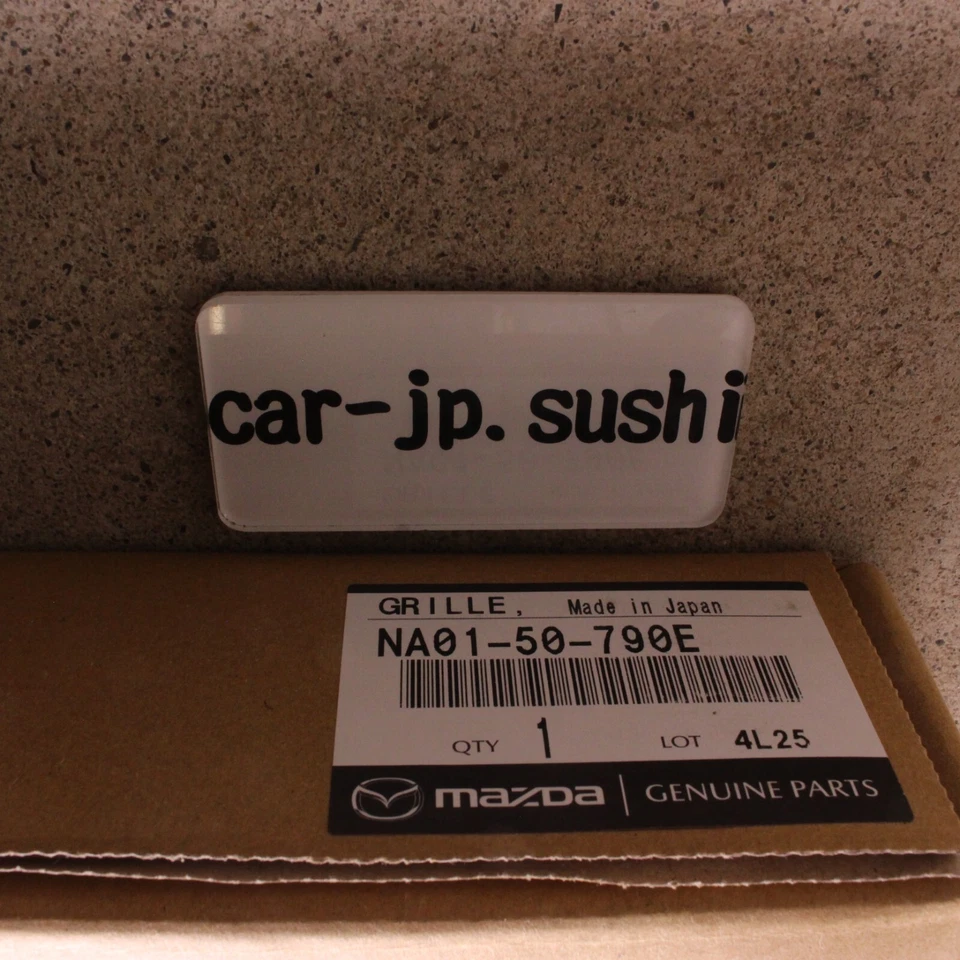 car-jp.sushi
GRILLE, Made in Japan
NA01-50-790E
QTY 1 LOT 4L25
mazDa | GENUINE PARTS